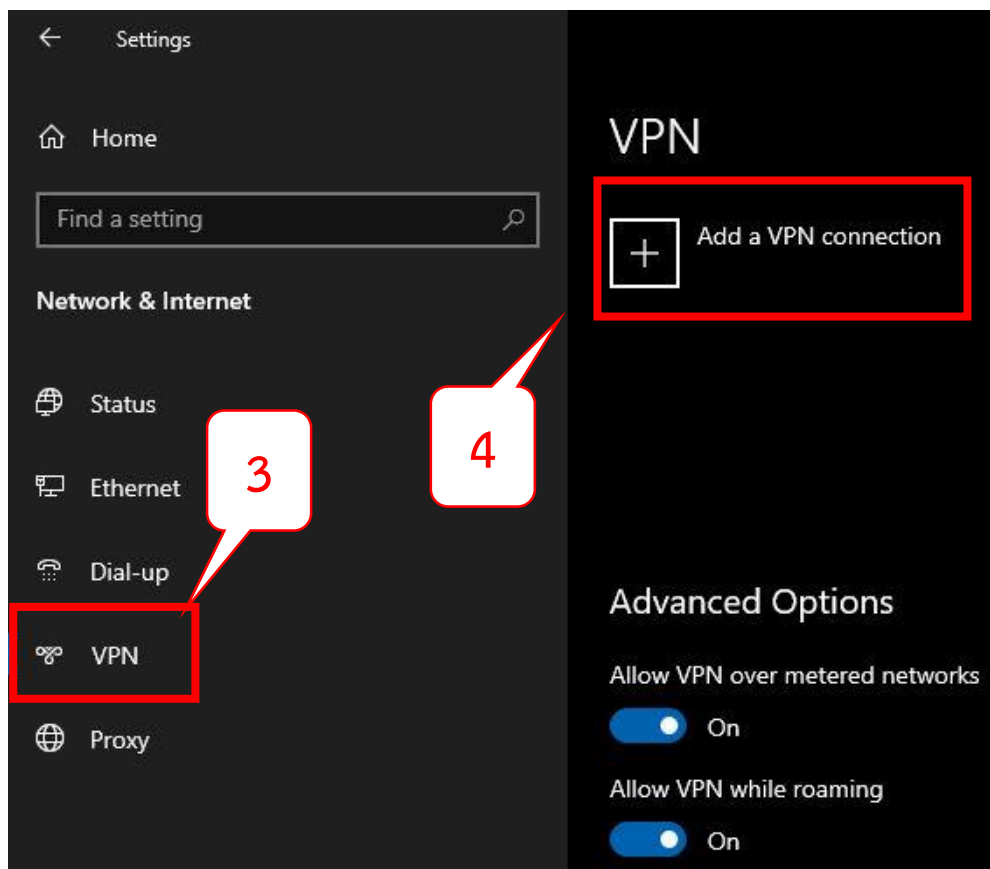 Settings
Home
Find a setting
Network & Internet
Status
Ethernet
3
Dial-up
VPN
Proxy
VPN
Add a VPN connection
4
Advanced Options
Allow VPN over metered networks
On
Allow VPN while roaming
On